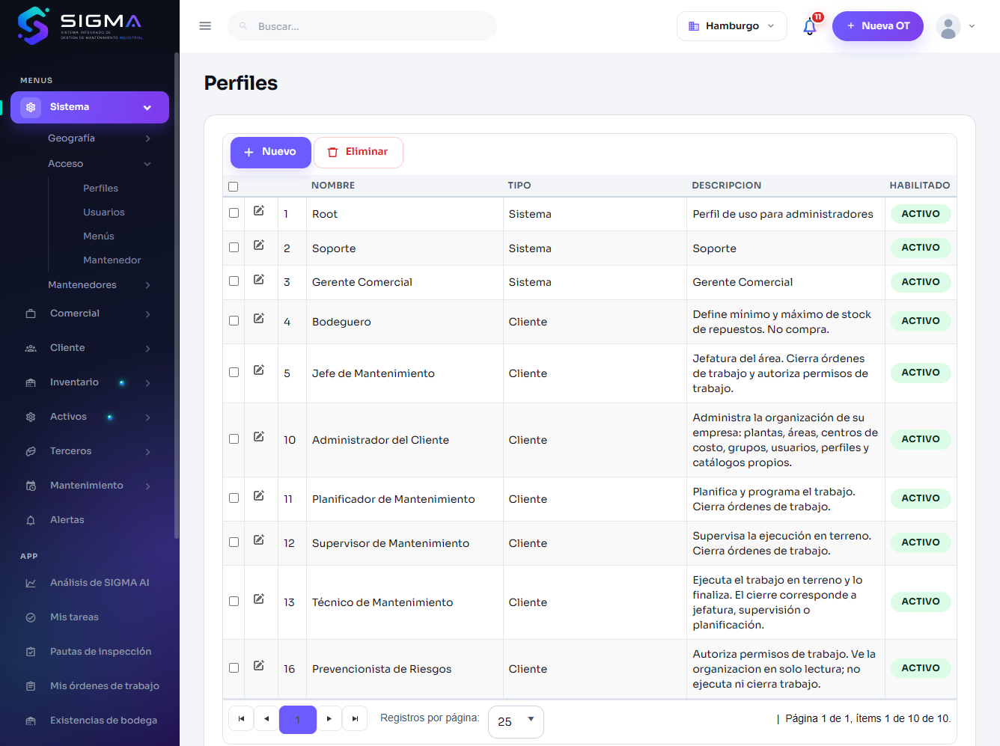 SIGMA
SISTEMA INTEGRADO DE
GESTION DE MANTENIMIENTO INDUSTRIAL
Buscar...
Hamburgo
11
+ Nueva OT
MENUS
Sistema
Geografía
Acceso
Perfiles
Usuarios
Menús
Mantenedor
Mantenedores
Comercial
Cliente
Inventario
Activos
Terceros
Mantenimiento
Alertas
APP
Análisis de SIGMA AI
Mis tareas
Pautas de inspección
Mis órdenes de trabajo
Existencias de bodega
Perfiles
+ Nuevo
Eliminar
NOMBRE TIPO DESCRIPCION HABILITADO
1 Root Sistema Perfil de uso para administradores ACTIVO
2 Soporte Sistema Soporte ACTIVO
3 Gerente Comercial Sistema Gerente Comercial ACTIVO
4 Bodeguero Cliente Define mínimo y máximo de stock
de repuestos. No compra. ACTIVO
5 Jefe de Mantenimiento Cliente Jefatura del área. Cierra órdenes
de trabajo y autoriza permisos de
trabajo. ACTIVO
10 Administrador del Cliente Cliente Administra la organización de su
empresa: plantas, áreas, centros de
costo, grupos, usuarios, perfiles y
catálogos propios. ACTIVO
11 Planificador de Mantenimiento Cliente Planifica y programa el trabajo.
Cierra órdenes de trabajo. ACTIVO
12 Supervisor de Mantenimiento Cliente Supervisa la ejecución en terreno.
Cierra órdenes de trabajo. ACTIVO
13 Técnico de Mantenimiento Cliente Ejecuta el trabajo en terreno y lo
finaliza. El cierre corresponde a
jefatura, supervisión o
planificación. ACTIVO
16 Prevencionista de Riesgos Cliente Autoriza permisos de trabajo. Ve la
organizacion en solo lectura; no
ejecuta ni cierra trabajo. ACTIVO
1 Registros por página: 25 | Página 1 de 1, ítems 1 de 10 de 10.